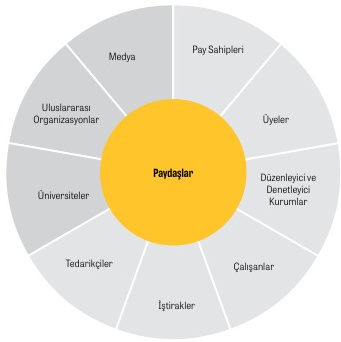 Medya
Pay Sahipleri
Uluslararası
Organizasyonlar
Üyeler
Paydaşlar
Düzenleyici ve
Denetleyici
Kurumlar
Üniversiteler
Tedarikçiler
Çalışanlar
İştirakler